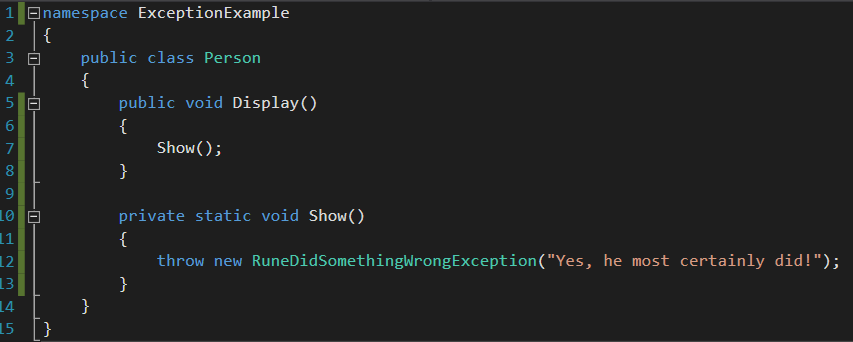 1 namespace ExceptionExample
2 {
3 public class Person
4 {
5 public void Display()
6 {
7 Show();
8 }
9
10 private static void Show()
11 {
12 throw new RuneDidSomethingWrongException("Yes, he most certainly did!");
13 }
14 }
15 }